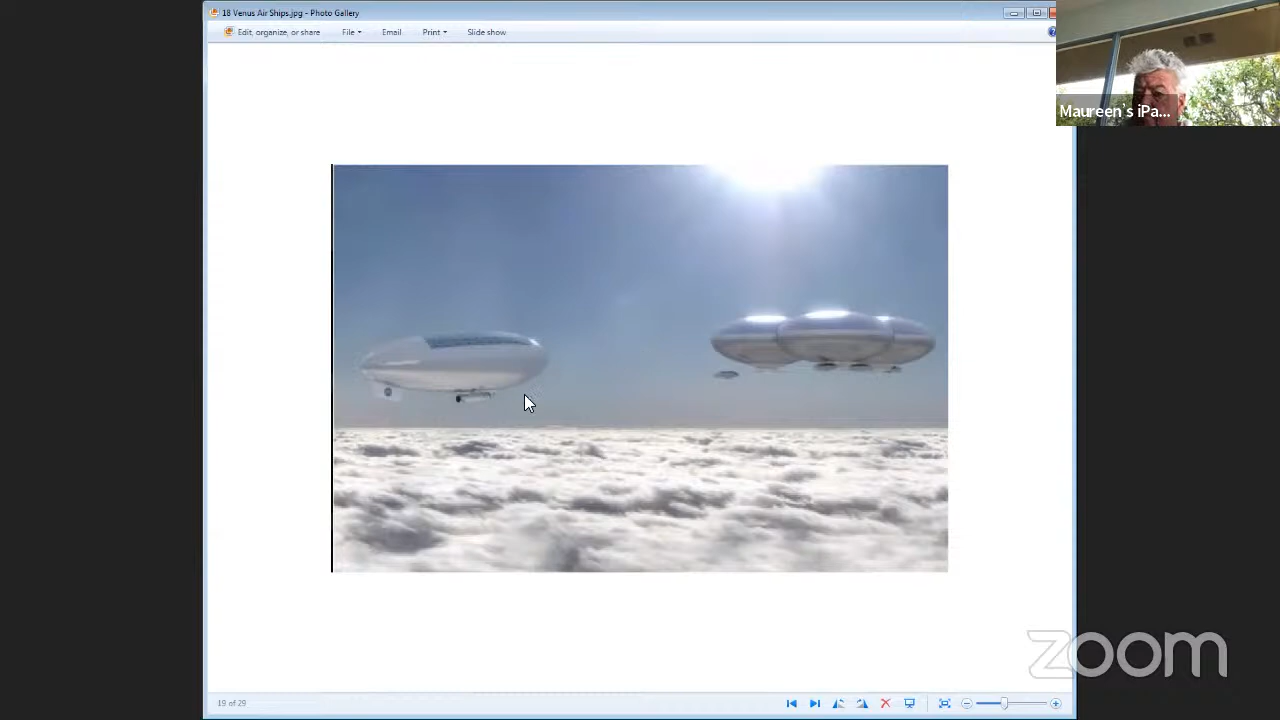 18 Venus Air Ships.jpg - Photo Gallery
Edit, organize, or share File Email Print Slide show
Maureen's iPa...
zoom
19 of 29